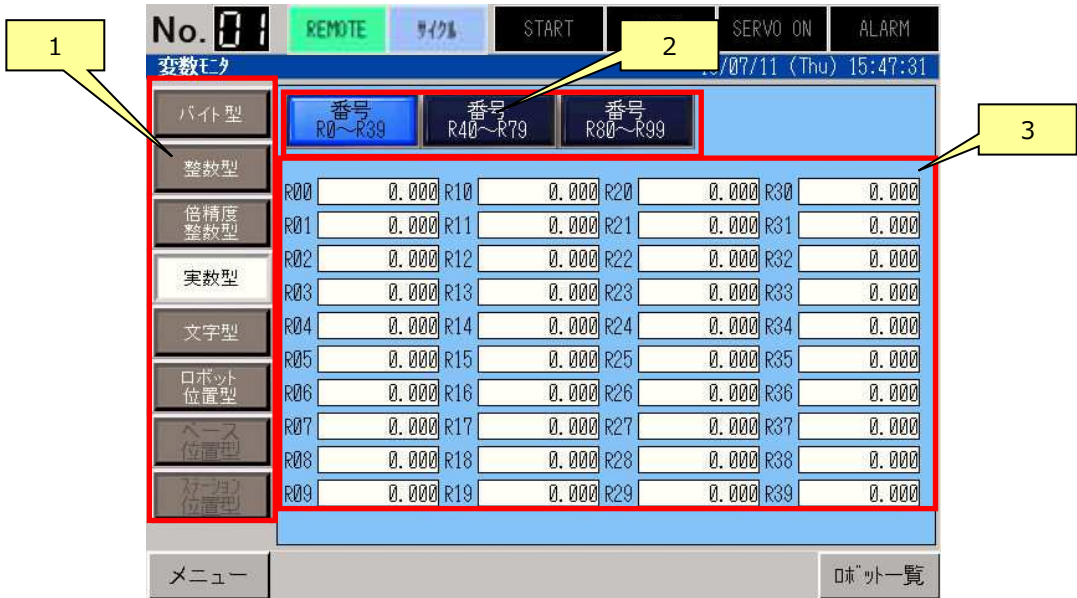 No. 01 REMOTE ｻｲｸﾙ START SERVO ON ALARM
1
2
3
変数ﾓﾆﾀ /07/11 (Thu) 15:47:31
バイト型
整数型
倍精度
整数型
実数型
文字型
ロボット
位置型
ベース
位置型
ｽﾃｰｼｮﾝ
位置型
番号
R0～R39
番号
R40～R79
番号
R80～R99
R00 0.000 R10 0.000 R20 0.000 R30 0.000
R01 0.000 R11 0.000 R21 0.000 R31 0.000
R02 0.000 R12 0.000 R22 0.000 R32 0.000
R03 0.000 R13 0.000 R23 0.000 R33 0.000
R04 0.000 R14 0.000 R24 0.000 R34 0.000
R05 0.000 R15 0.000 R25 0.000 R35 0.000
R06 0.000 R16 0.000 R26 0.000 R36 0.000
R07 0.000 R17 0.000 R27 0.000 R37 0.000
R08 0.000 R18 0.000 R28 0.000 R38 0.000
R09 0.000 R19 0.000 R29 0.000 R39 0.000
メニュー ﾛﾎﾞｯﾄ一覧